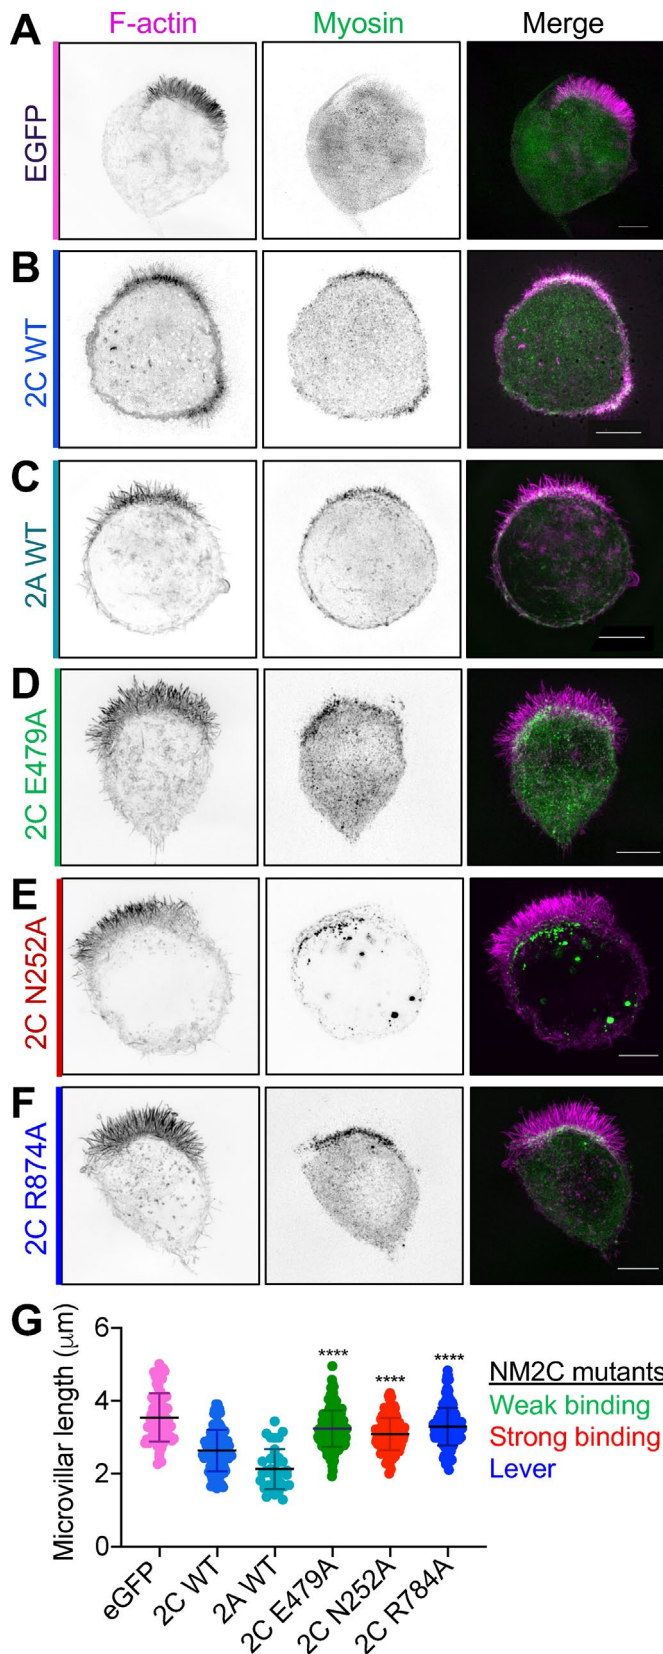 A F-actin Myosin Merge
EGFP
B
2C WT
C
2A WT
D
2C E479A
E
2C N252A
F
2C R874A
G
Microvillar length (μm)
6
4
2
0
**** **** ****
eGFP
2C WT
2A WT
2C E479A
2C N252A
2C R784A
NM2C mutants
Weak binding
Strong binding
Lever